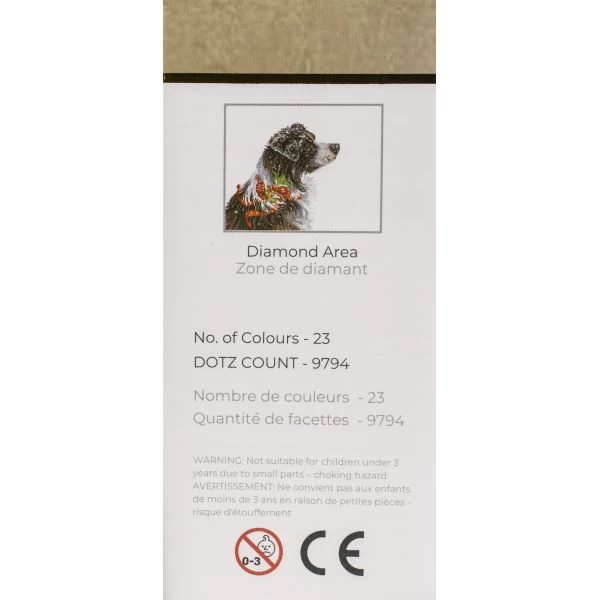 Diamond Area
Zone de diamant
No. of Colours - 23
DOTZ COUNT - 9794
Nombre de couleurs - 23
Quantité de facettes - 9794
WARNING: Not suitable for children under 3
years due to small parts – choking hazard
AVERTISSEMENT: Ne convient pas aux enfants
de moins de 3 ans en raison de petites pièces -
risque d'étouffement
0-3
CE